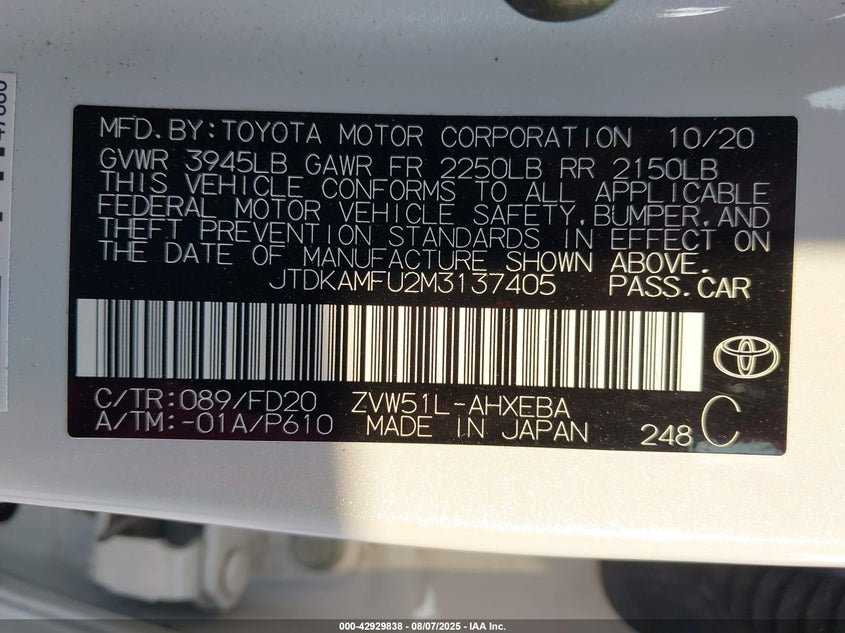 MFD.BY:TOYOTA MOTOR CORPORATION 10/20
GVWR 3945LB GAWR FR 2250LB RR 2150LB
THIS VEHICLE CONFORMS TO ALL APPLICABLE
FEDERAL MOTOR VEHICLE SAFETY,BUMPER,AND
THEFT PREVENTION STANDARDS IN EFFECT ON
THE DATE OF MANUFACTURE SHOWN ABOVE.
JTDKAMFU2M3137405 PASS.CAR
C/TR:089/FD20 ZVW51L-AHXEBA
A/TM:-01A/P610 MADE IN JAPAN 248 C
000-42929838 - 08/07/2025 - IAA Inc.